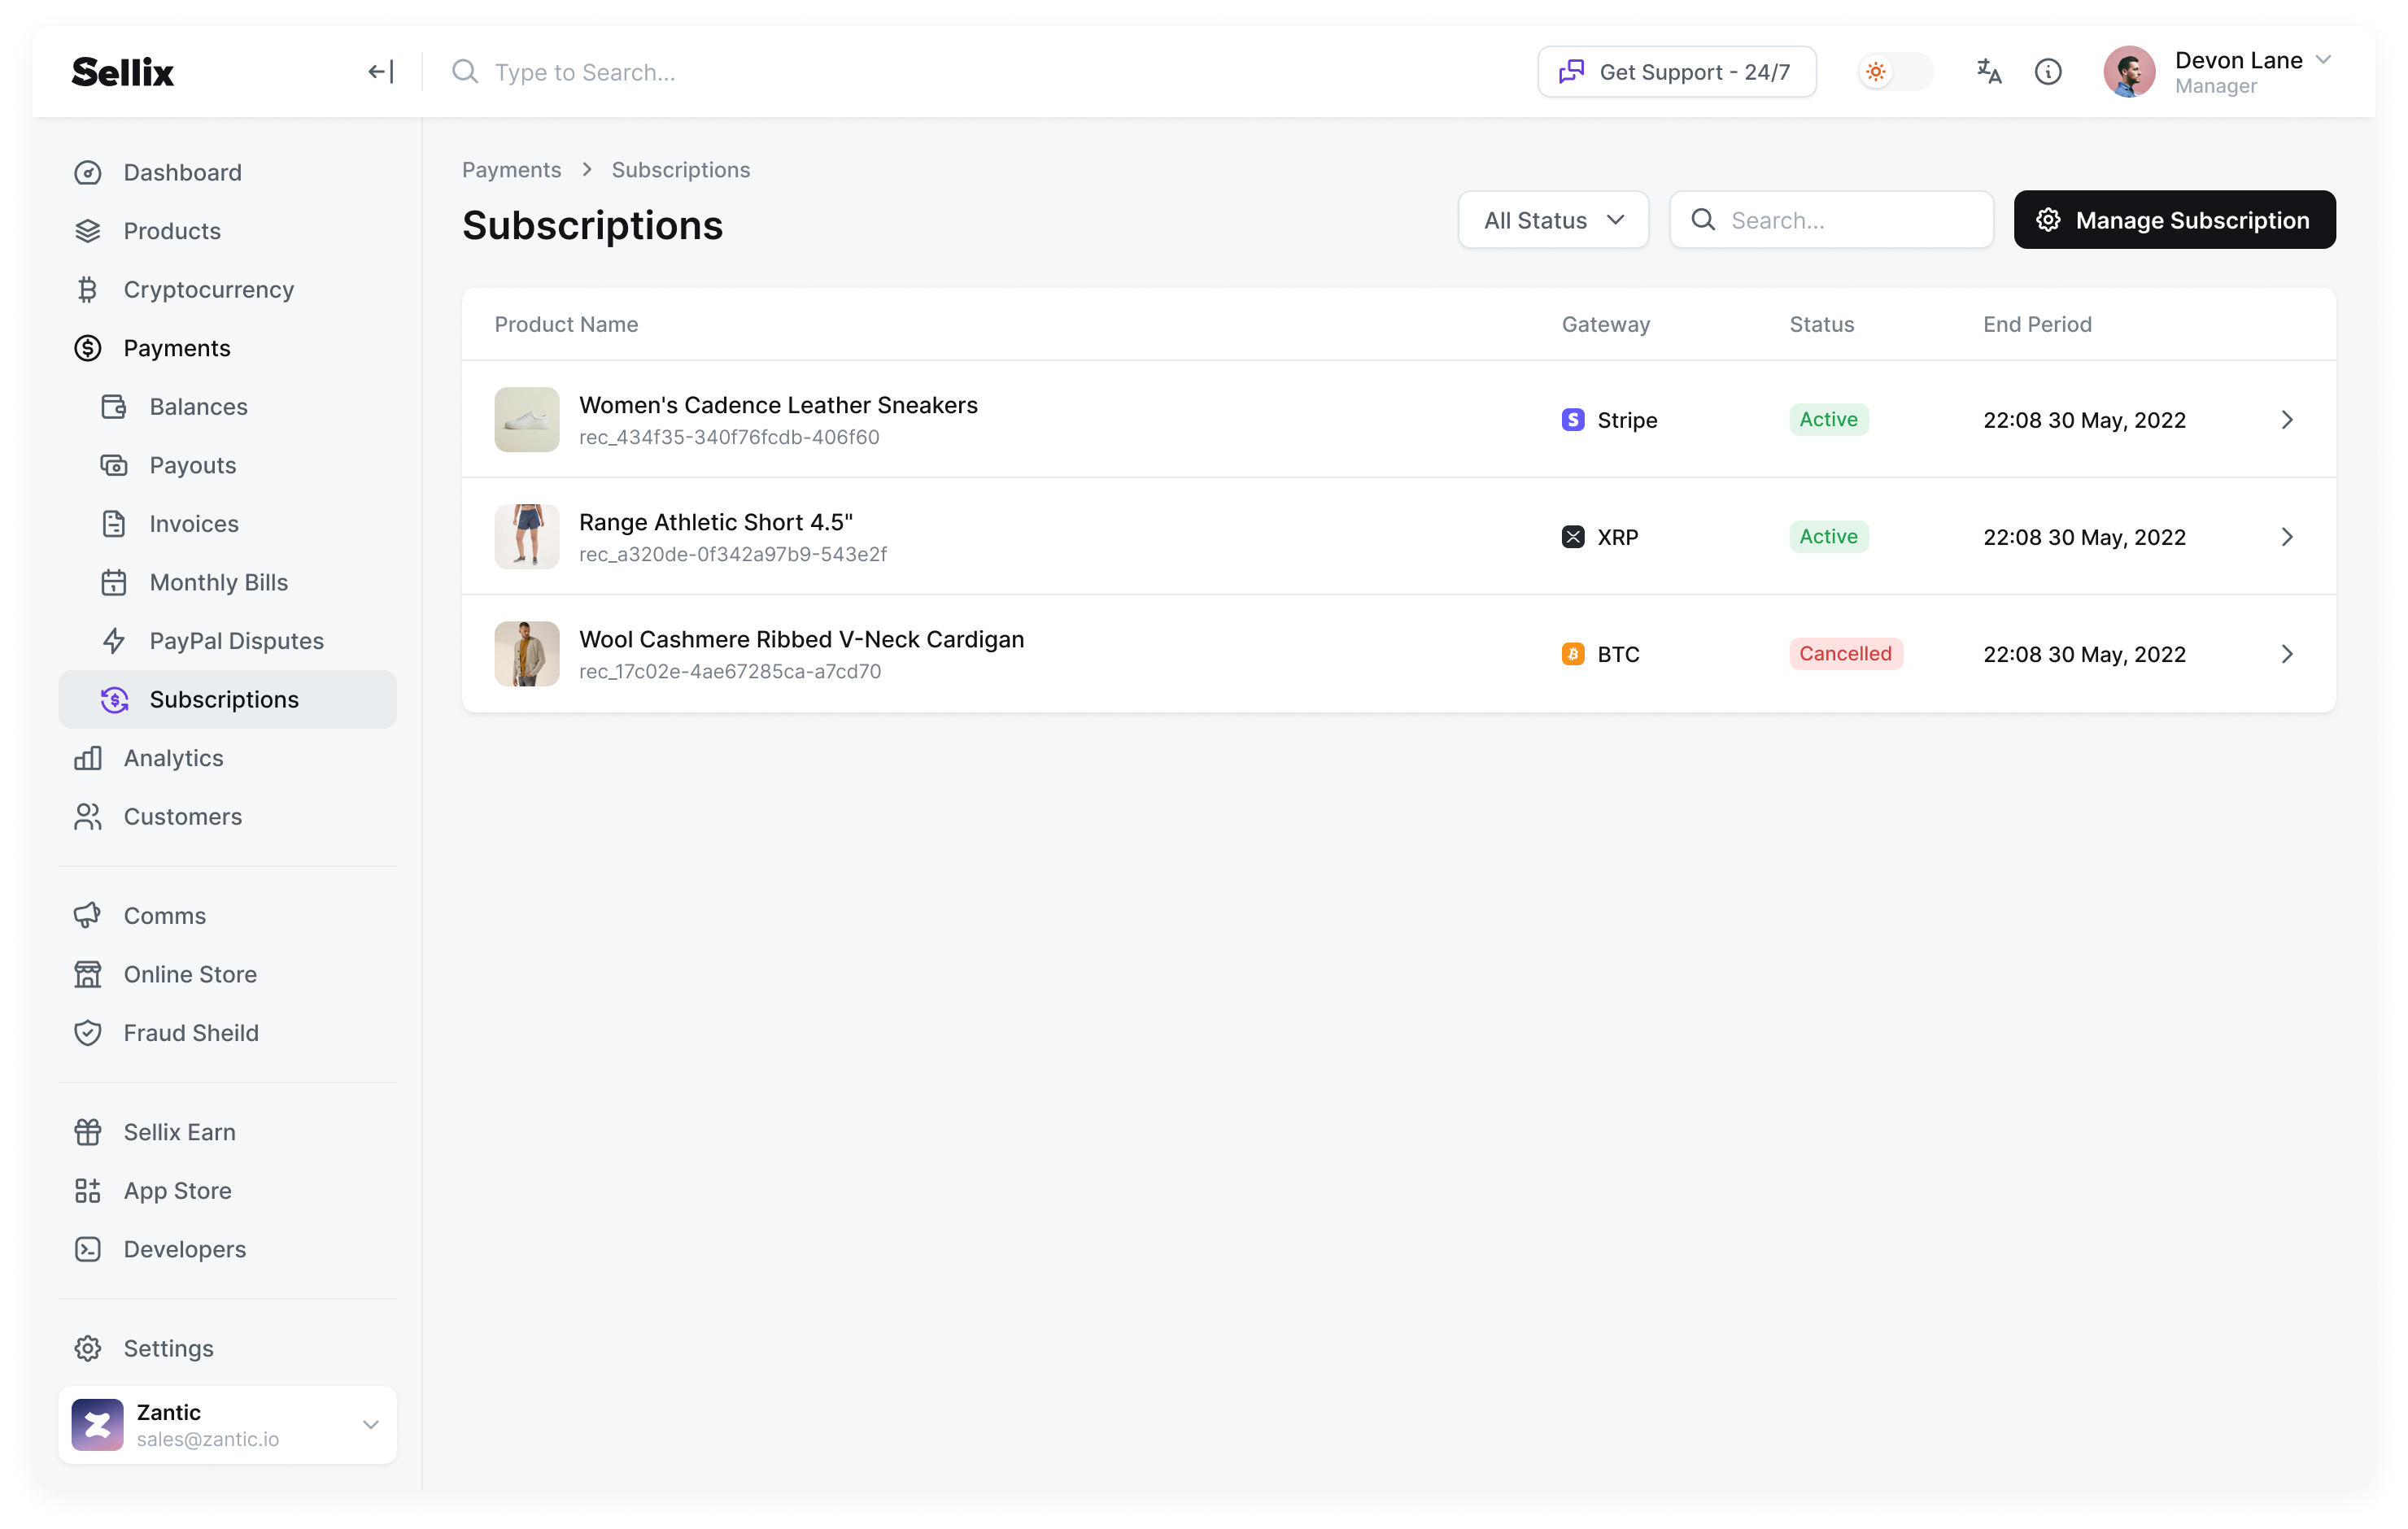 Sellix
Type to Search...
Get Support - 24/7
Devon Lane
Manager
Dashboard
Products
Cryptocurrency
Payments
Balances
Payouts
Invoices
Monthly Bills
PayPal Disputes
Subscriptions
Analytics
Customers
Comms
Online Store
Fraud Sheild
Sellix Earn
App Store
Developers
Settings
Zantic
sales@zantic.io
Payments > Subscriptions
Subscriptions
All Status
Search...
Manage Subscription
Product Name Gateway Status End Period
Women's Cadence Leather Sneakers
rec_434f35-340f76fcdb-406f60
Stripe Active 22:08 30 May, 2022
Range Athletic Short 4.5"
rec_a320de-0f342a97b9-543e2f
XRP Active 22:08 30 May, 2022
Wool Cashmere Ribbed V-Neck Cardigan
rec_17c02e-4ae67285ca-a7cd70
BTC Cancelled 22:08 30 May, 2022